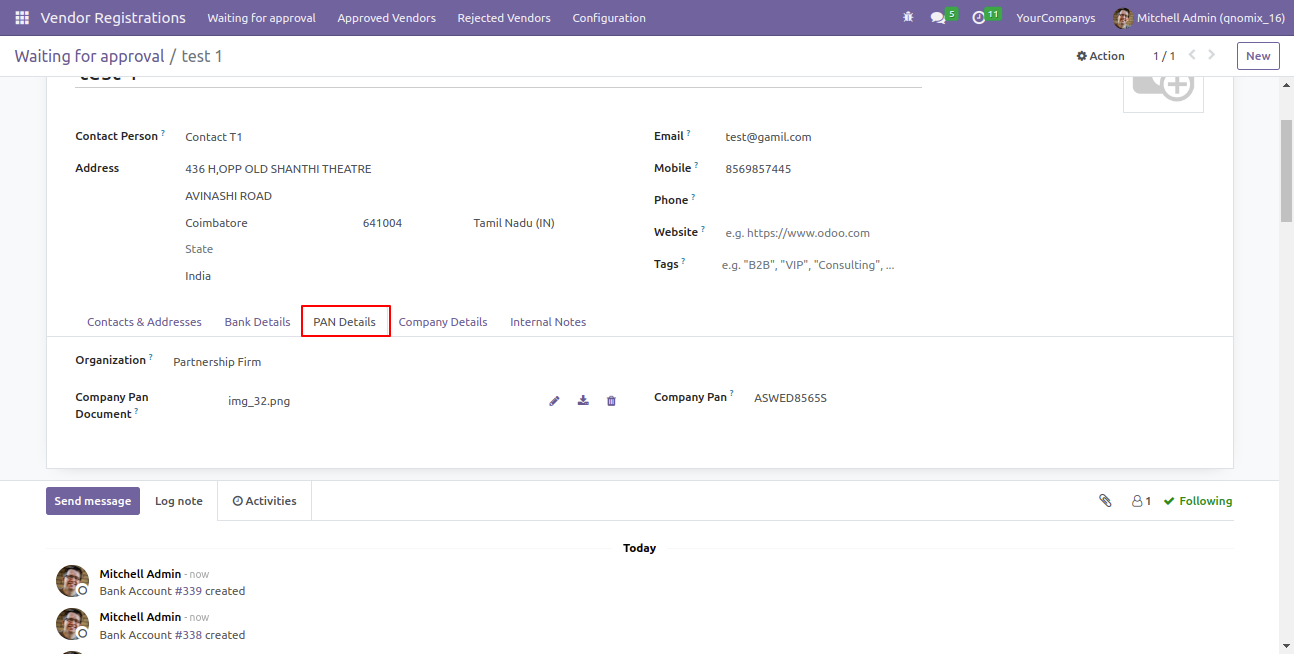 Vendor Registrations Waiting for approval Approved Vendors Rejected Vendors Configuration 5 11 YourCompanys Mitchell Admin (qnomix_16)
Waiting for approval / test 1 Action 1 / 1 New
test 1
Contact Person ? Contact T1 Email ? test@gamil.com
Address 436 H,OPP OLD SHANTHI THEATRE Mobile ? 8569857445
AVINASHI ROAD Phone ?
Coimbatore 641004 Tamil Nadu (IN) Website ? e.g. https://www.odoo.com
State
Tags ? e.g. "B2B", "VIP", "Consulting", ...
India
Contacts & Addresses Bank Details PAN Details Company Details Internal Notes
Organization ? Partnership Firm
Company Pan
Document ? img_32.png Company Pan ? ASWED8565S
Send message Log note Activities 1 Following
Today
Mitchell Admin - now
Bank Account #339 created
Mitchell Admin - now
Bank Account #338 created